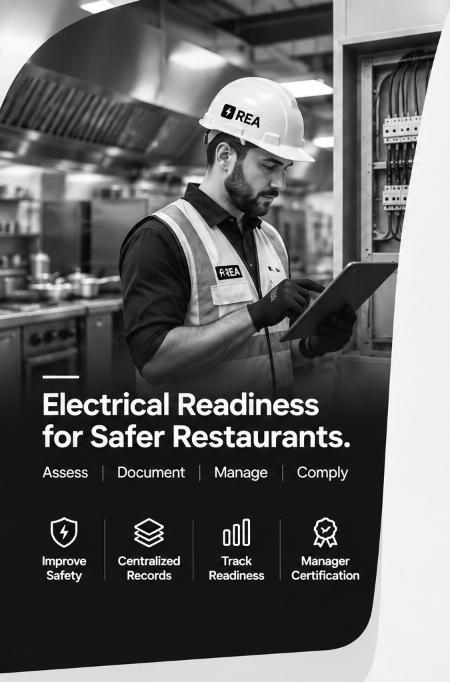 REA
REA
Electrical Readiness
for Safer Restaurants.
Assess | Document | Manage | Comply
Improve
Safety
Centralized
Records
Track
Readiness
Manager
Certification